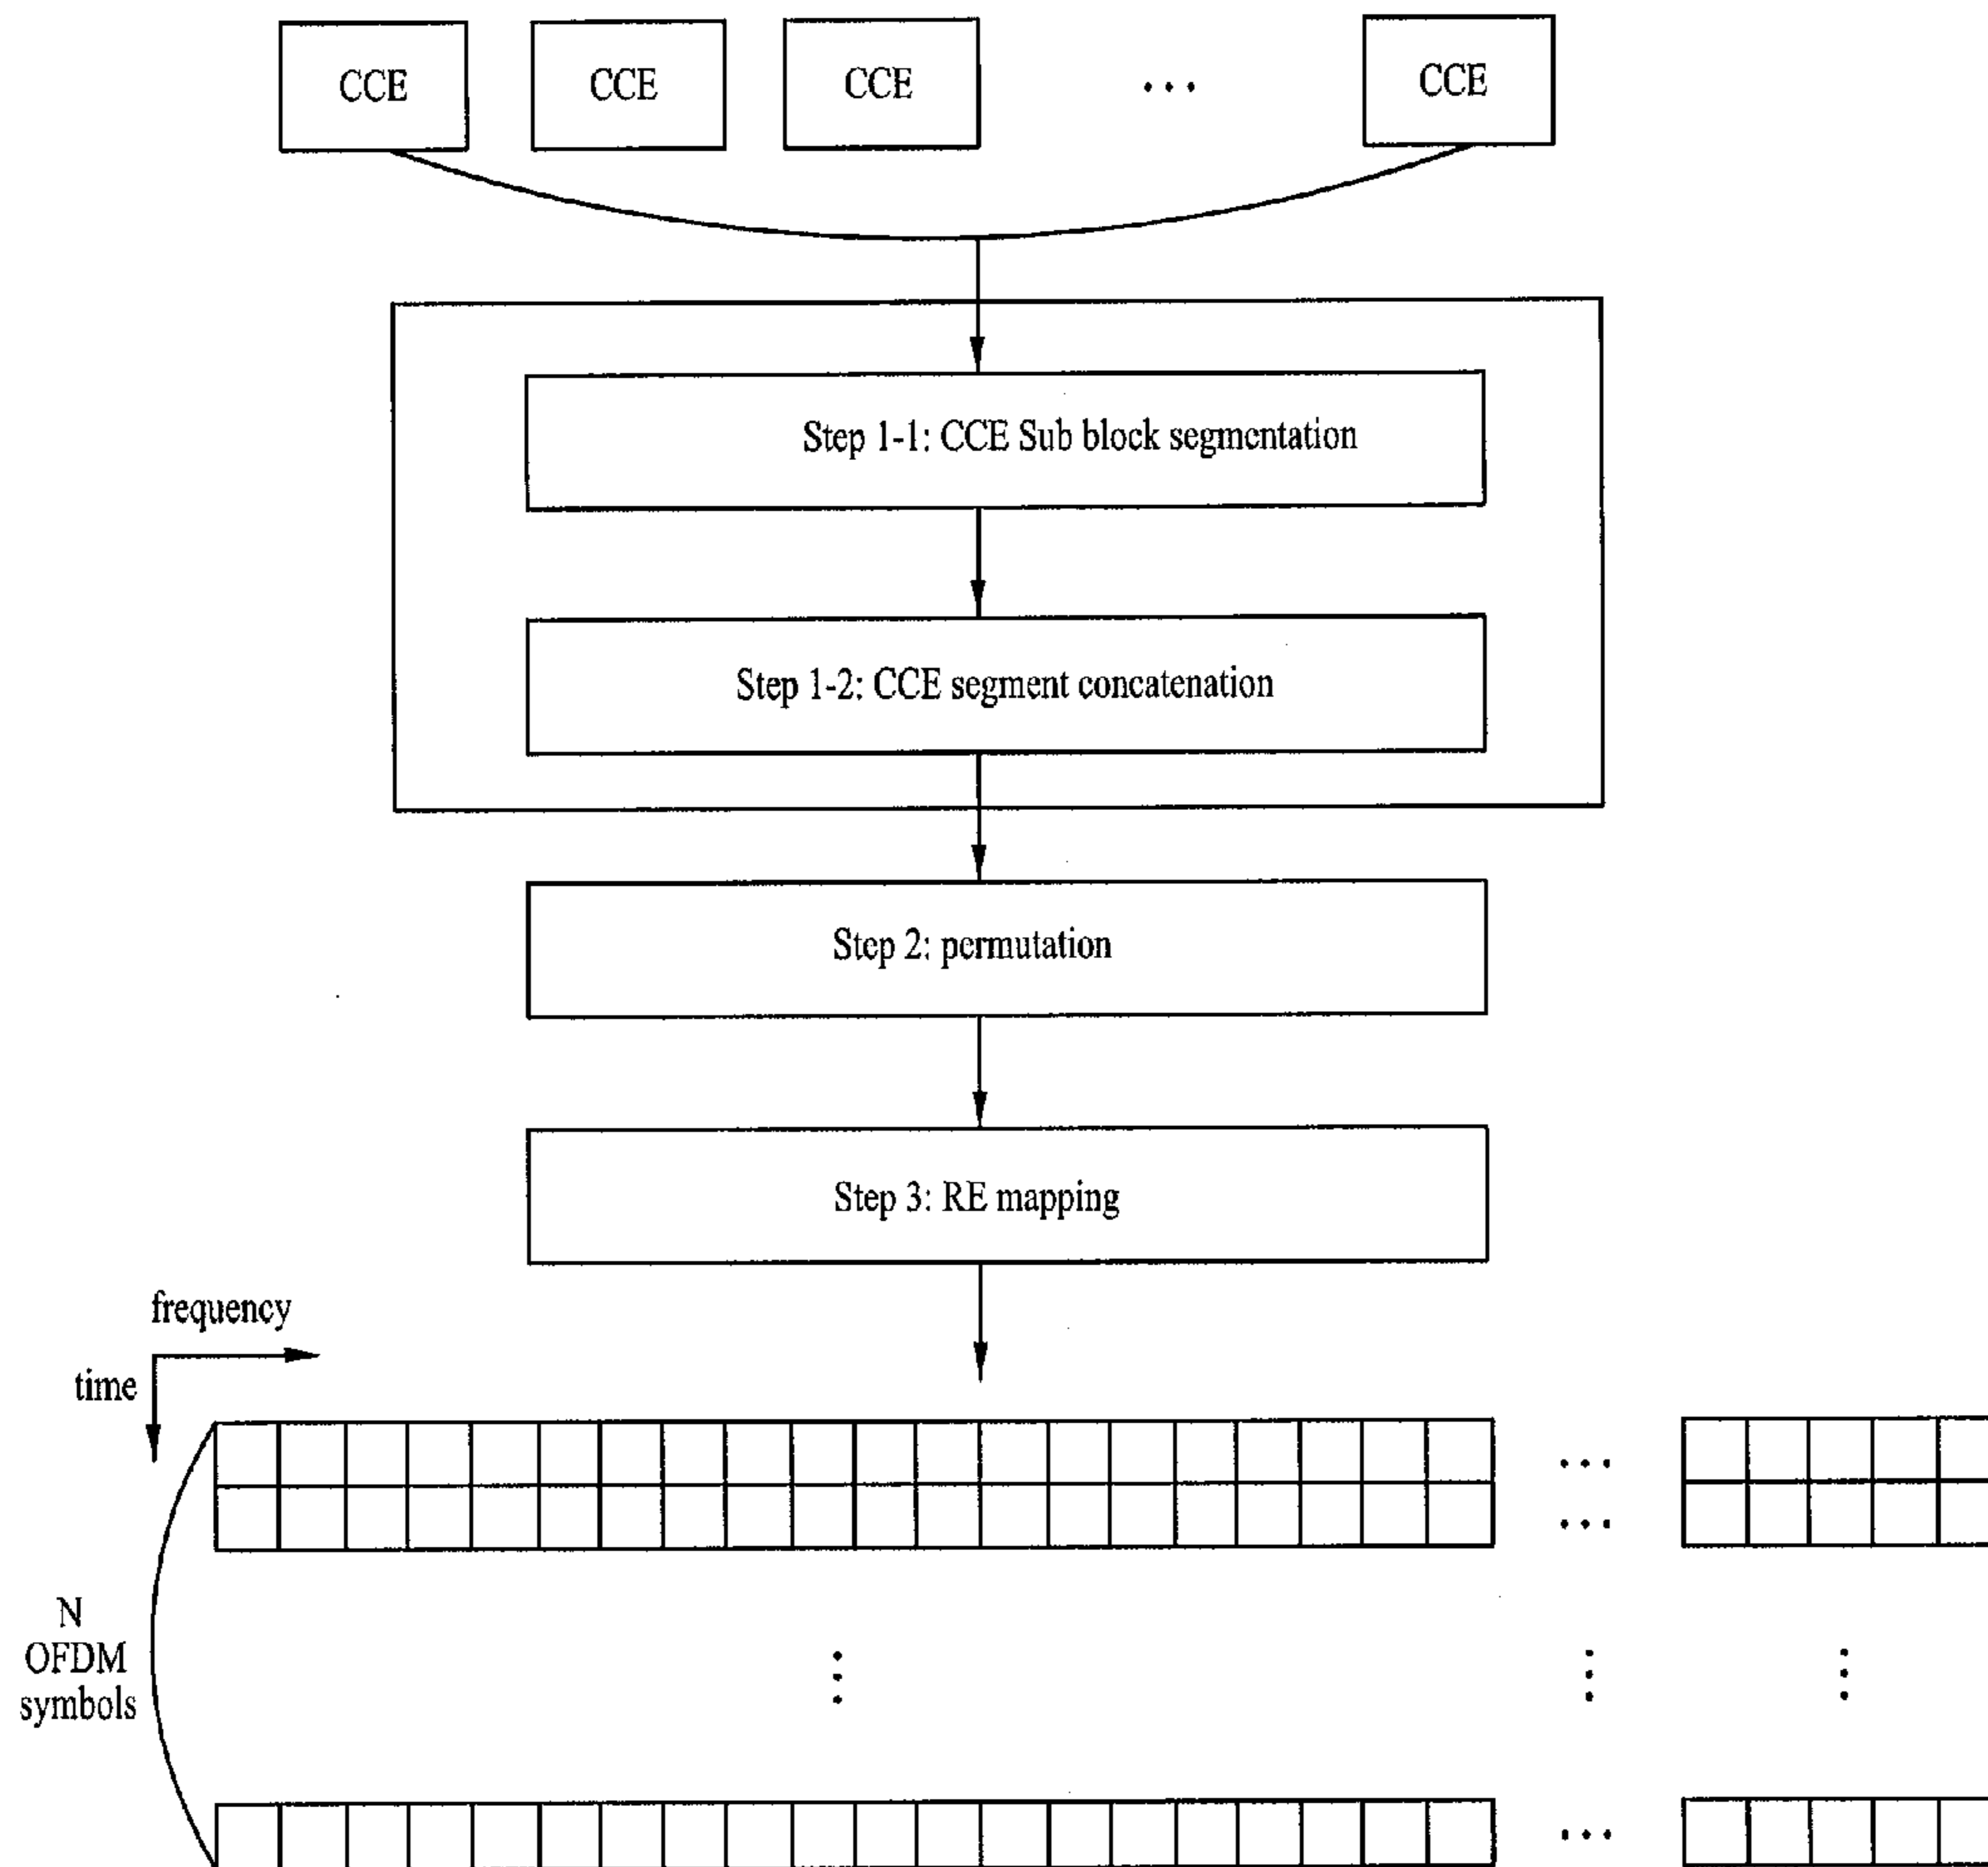 CCE CCE CCE ... CCE
Step 1-1: CCE Sub block segmentation
Step 1-2: CCE segment concatenation
Step 2: permutation
Step 3: RE mapping
frequency
time
...
...
N
OFDM
symbols
...